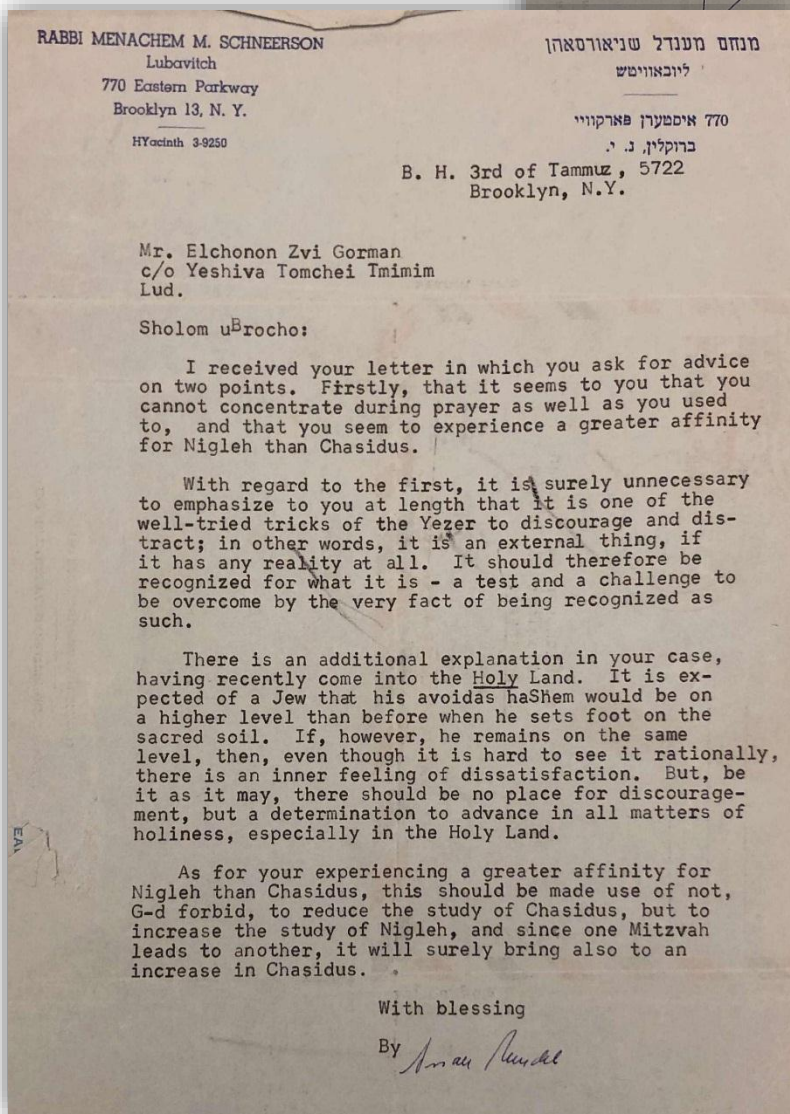 RABBI MENACHEM M. SCHNEERSON
Lubavitch
770 Eastern Parkway
Brooklyn 13, N. Y.
HYacinth 3-9250
מנחם מענדל שניאורסאהן
ליובאוויטש
770 איסטערן פארקוויי
ברוקלין, נ. י.
B. H. 3rd of Tammuz, 5722
Brooklyn, N.Y.
Mr. Elchonon Zvi Gorman
c/o Yeshiva Tomchei Tmimim
Lud.
Sholom uBrocho:
I received your letter in which you ask for advice
on two points. Firstly, that it seems to you that you
cannot concentrate during prayer as well as you used
to, and that you seem to experience a greater affinity
for Nigleh than Chasidus.
With regard to the first, it is surely unnecessary
to emphasize to you at length that it is one of the
well-tried tricks of the Yezer to discourage and dis-
tract; in other words, it is an external thing, if
it has any reality at all. It should therefore be
recognized for what it is - a test and a challenge to
be overcome by the very fact of being recognized as
such.
There is an additional explanation in your case,
having recently come into the Holy Land. It is ex-
pected of a Jew that his avoidas haShem would be on
a higher level than before when he sets foot on the
sacred soil. If, however, he remains on the same
level, then, even though it is hard to see it rationally,
there is an inner feeling of dissatisfaction. But, be
it as it may, there should be no place for discourage-
ment, but a determination to advance in all matters of
holiness, especially in the Holy Land.
As for your experiencing a greater affinity for
Nigleh than Chasidus, this should be made use of not,
G-d forbid, to reduce the study of Chasidus, but to
increase the study of Nigleh, and since one Mitzvah
leads to another, it will surely bring also to an
increase in Chasidus.
With blessing
By